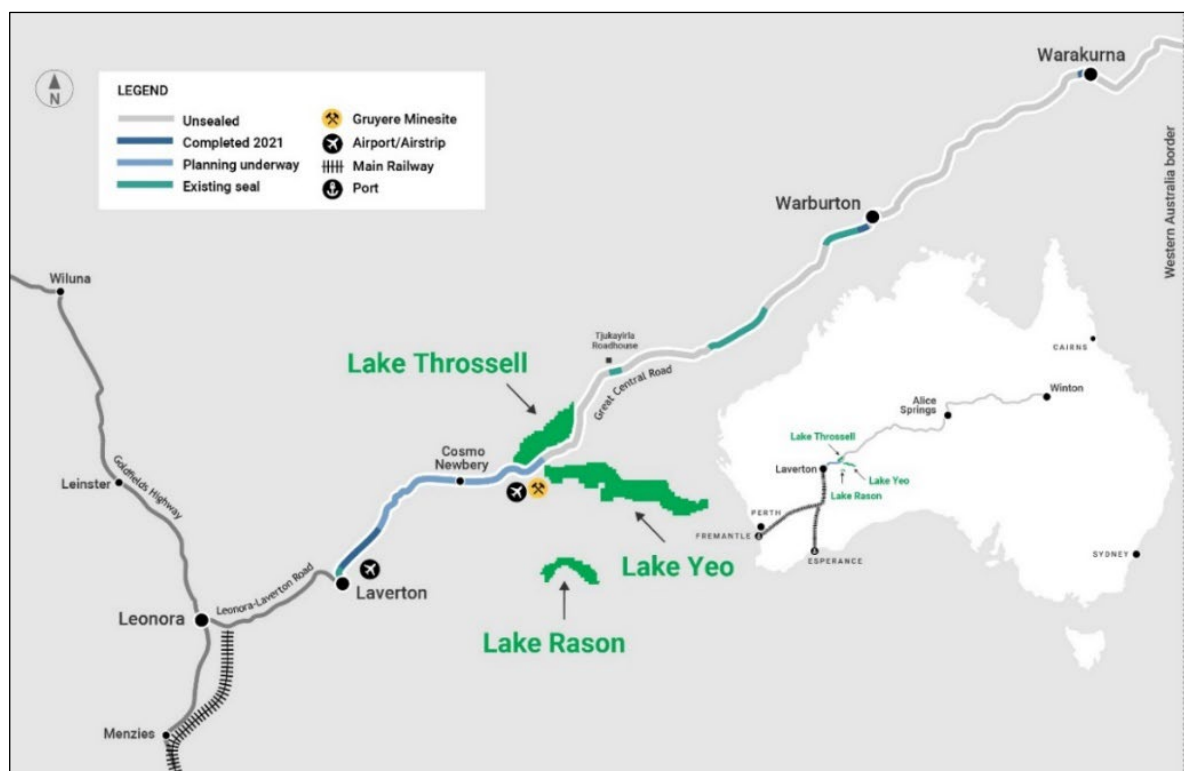 N
LEGEND
Unsealed
Completed 2021
Planning underway
Existing seal
Gruyere Minesite
Airport/Airstrip
Main Railway
Port
Warakurna
Western Australia border
Warburton
Wiluna
Tjukayirla
Roadhouse
Great Central Road
Lake Throssell
Cosmo
Newbery
Leinster
Goldfields Highway
Lake Yeo
Laverton
Leonora-Laverton Road
Leonora
Lake Rason
Menzies
CAIRNS
Winton
Alice
Springs
Lake Throssell
Laverton
Lake Yeo
Lake Rason
PERTH
FREMANTLE
ESPERANCE
SYDNEY